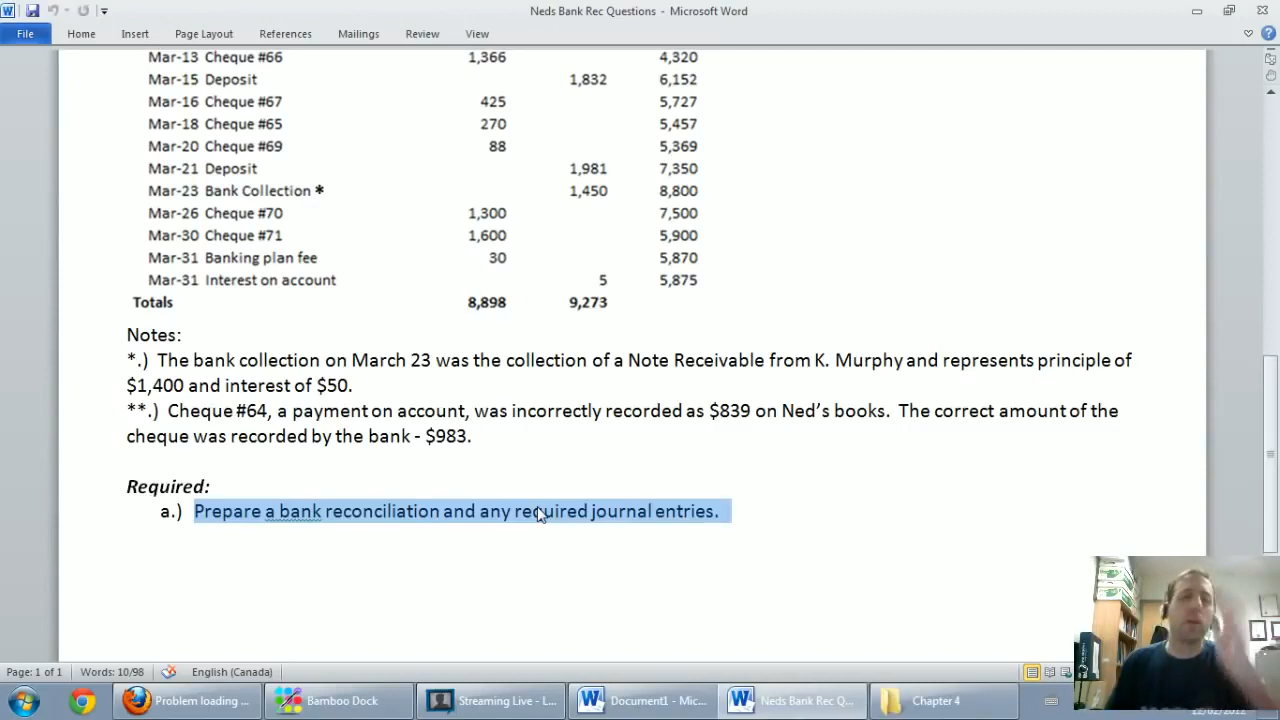 Neds Bank Rec Questions - Microsoft Word
File Home Insert Page Layout References Mailings Review View
Mar-13 Cheque #66 1,366 4,320
Mar-15 Deposit 1,832 6,152
Mar-16 Cheque #67 425 5,727
Mar-18 Cheque #65 270 5,457
Mar-20 Cheque #69 88 5,369
Mar-21 Deposit 1,981 7,350
Mar-23 Bank Collection * 1,450 8,800
Mar-26 Cheque #70 1,300 7,500
Mar-30 Cheque #71 1,600 5,900
Mar-31 Banking plan fee 30 5,870
Mar-31 Interest on account 5 5,875
Totals 8,898 9,273
Notes:
*.) The bank collection on March 23 was the collection of a Note Receivable from K. Murphy and represents principle of
$1,400 and interest of $50.
**.) Cheque #64, a payment on account, was incorrectly recorded as $839 on Ned's books. The correct amount of the
cheque was recorded by the bank - $983.
Required:
a.) Prepare a bank reconciliation and any required journal entries.
Page: 1 of 1 Words: 10/98 English (Canada)
Problem loading ... Bamboo Dock Streaming Live - L... Document1 - Mic... Neds Bank Rec Q... Chapter 4